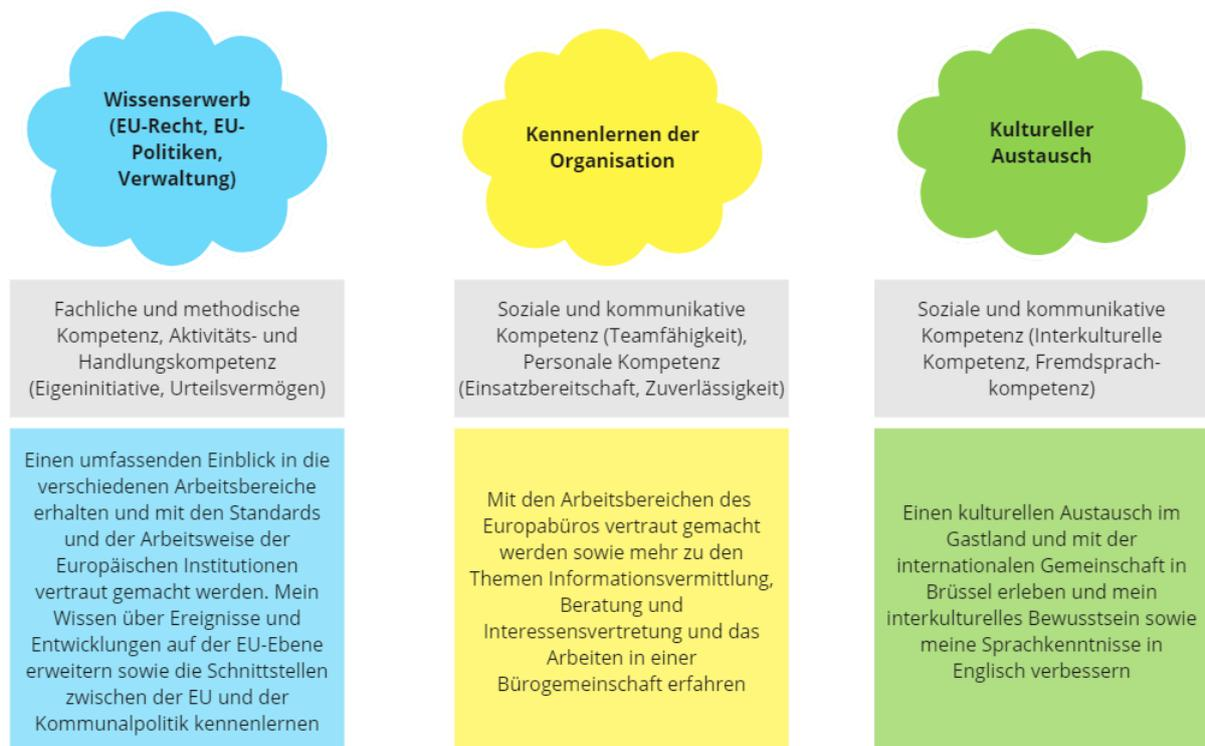 Wissenserwerb
(EU-Recht, EU-
Politiken,
Verwaltung)
Kennenlernen der
Organisation
Kultureller
Austausch
Fachliche und methodische
Kompetenz, Aktivitäts- und
Handlungskompetenz
(Eigeninitiative, Urteilsvermögen)
Soziale und kommunikative
Kompetenz (Teamfähigkeit),
Personale Kompetenz
(Einsatzbereitschaft, Zuverlässigkeit)
Soziale und kommunikative
Kompetenz (Interkulturelle
Kompetenz, Fremdsprach-
kompetenz)
Einen umfassenden Einblick in die
verschiedenen Arbeitsbereiche
erhalten und mit den Standards
und der Arbeitsweise der
Europäischen Institutionen
vertraut gemacht werden. Mein
Wissen über Ereignisse und
Entwicklungen auf der EU-Ebene
erweitern sowie die Schnittstellen
zwischen der EU und der
Kommunalpolitik kennenlernen
Mit den Arbeitsbereichen des
Europabüros vertraut gemacht
werden sowie mehr zu den
Themen Informationsvermittlung,
Beratung und
Interessensvertretung und das
Arbeiten in einer
Bürogemeinschaft erfahren
Einen kulturellen Austausch im
Gastland und mit der
internationalen Gemeinschaft in
Brüssel erleben und mein
interkulturelles Bewusstsein sowie
meine Sprachkenntnisse in
Englisch verbessern